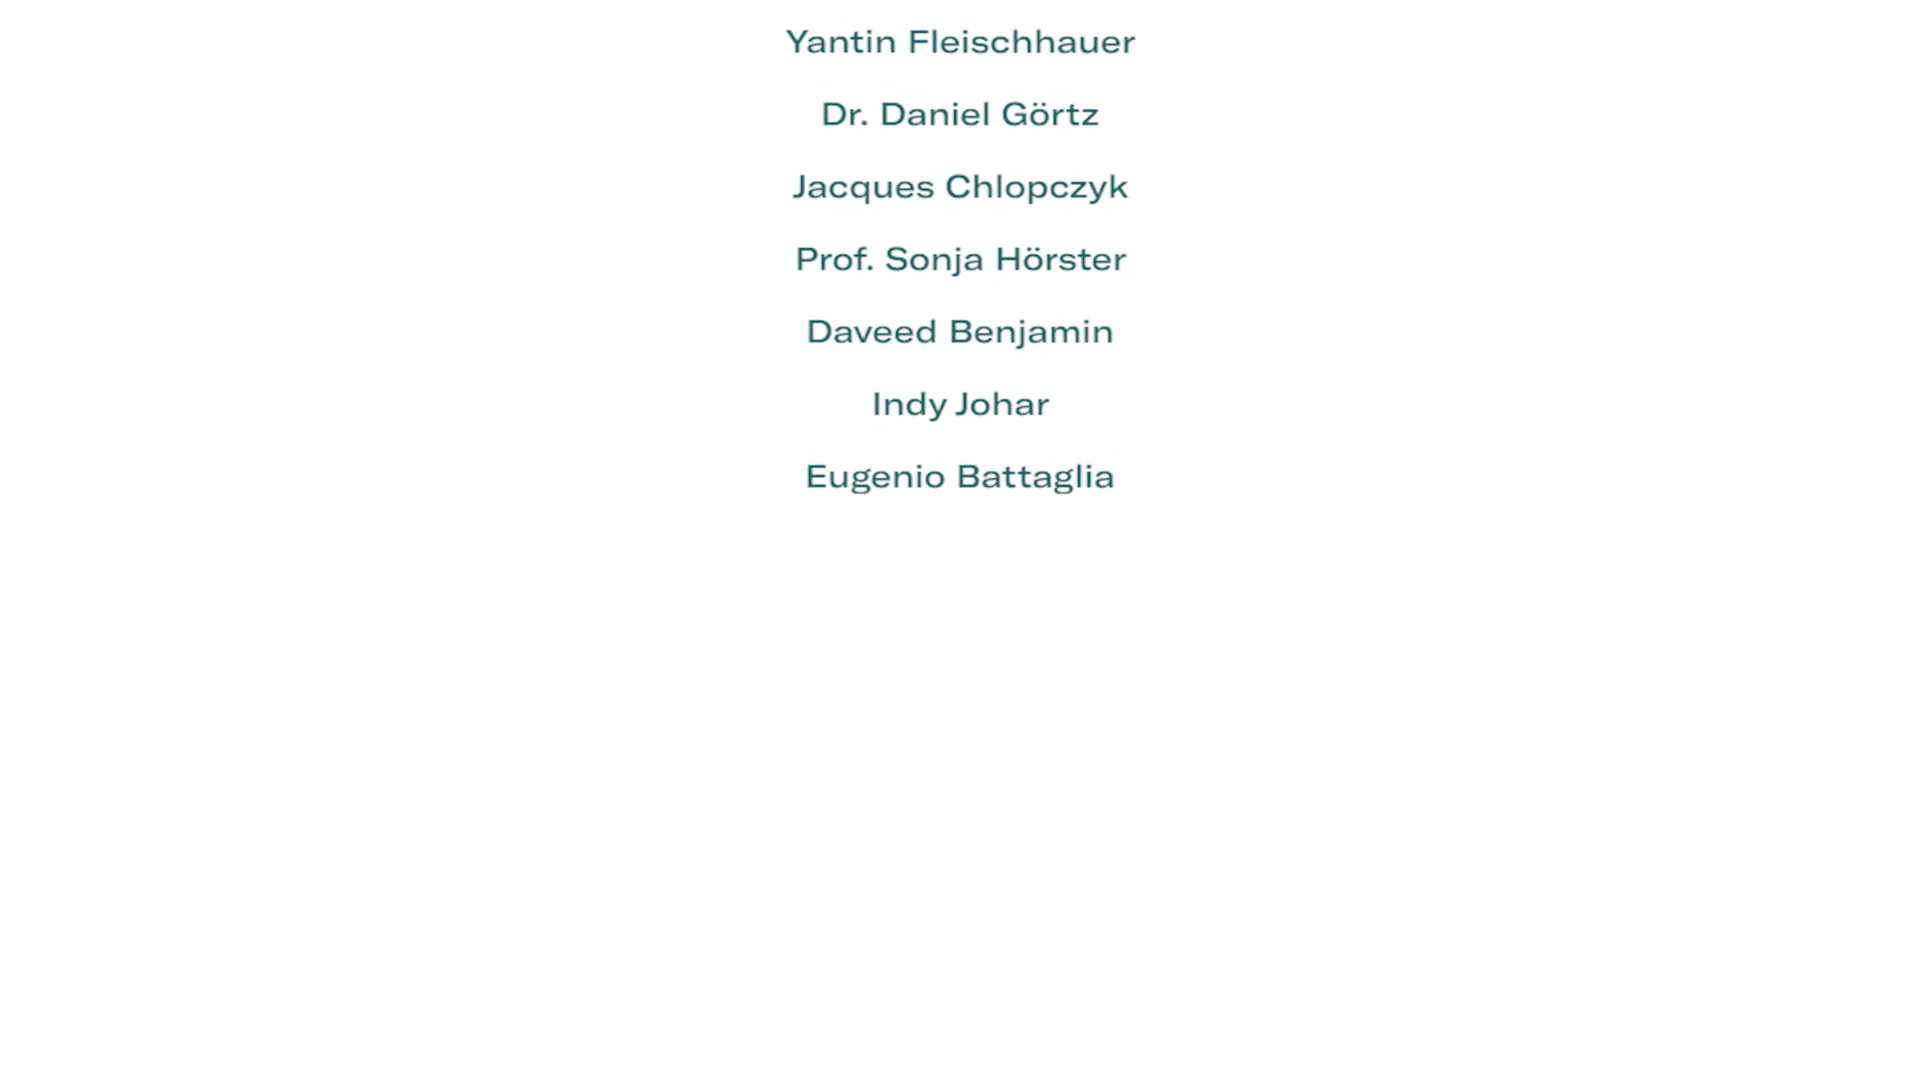 Yantin Fleischhauer
Dr. Daniel Görtz
Jacques Chlopczyk
Prof. Sonja Hörster
Daveed Benjamin
Indy Johar
Eugenio Battaglia